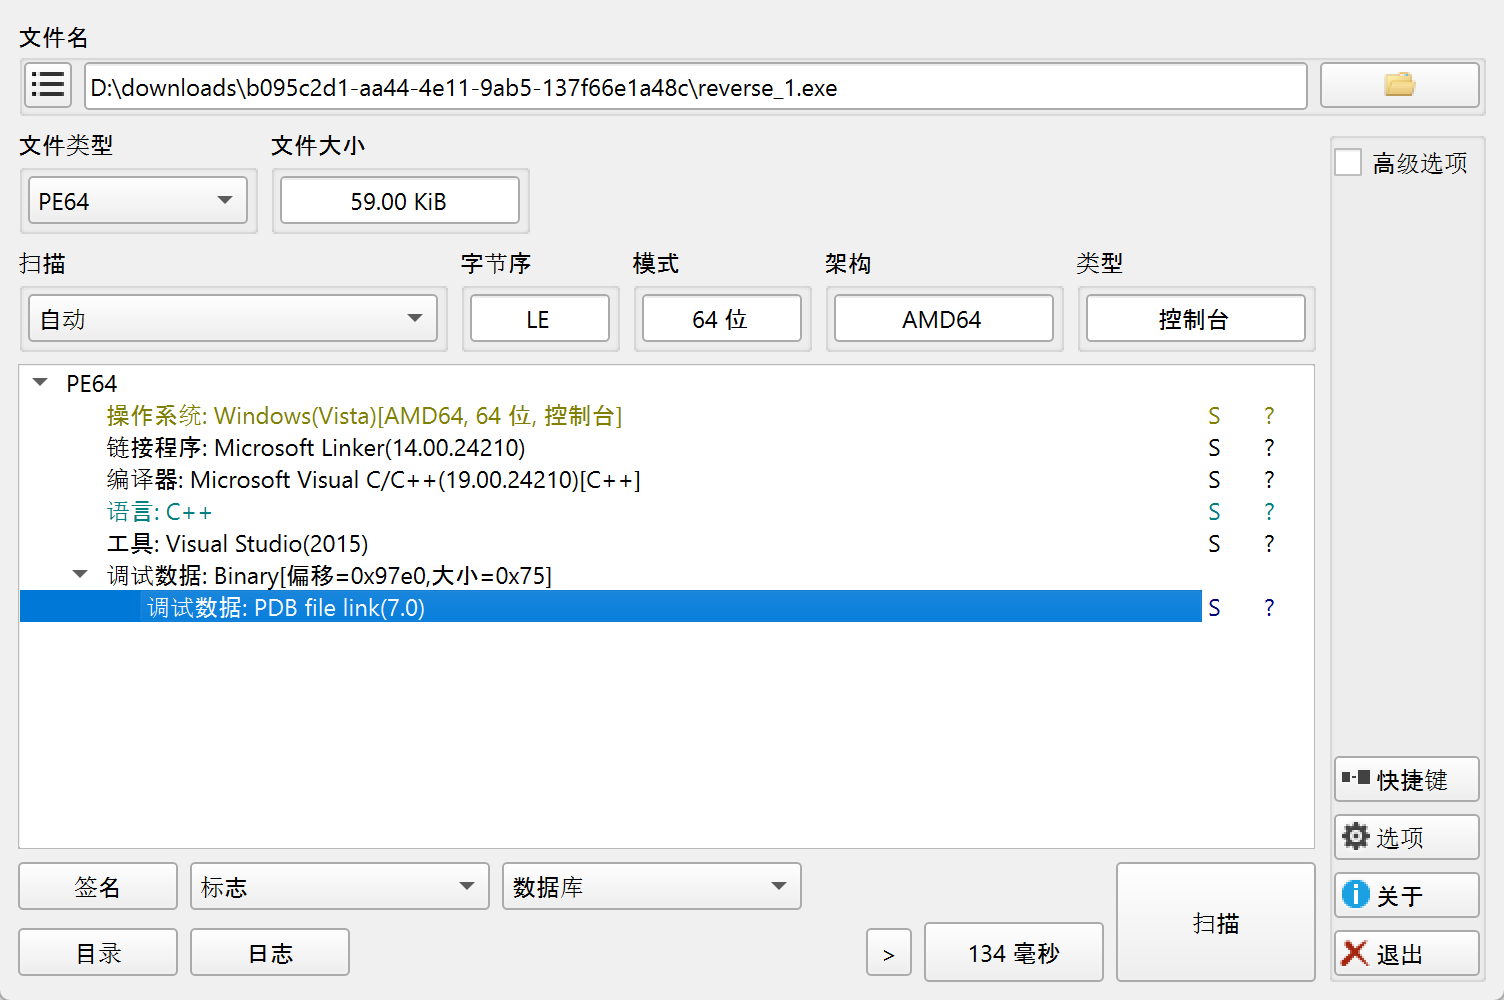 文件名
D:\downloads\b095c2d1-aa44-4e11-9ab5-137f66e1a48c\reverse_1.exe
文件类型 文件大小
高级选项
PE64 59.00 KiB
扫描 字节序 模式 架构 类型
自动 LE 64 位 AMD64 控制台
PE64
操作系统: Windows(Vista)[AMD64, 64 位, 控制台] S ?
链接程序: Microsoft Linker(14.00.24210) S ?
编译器: Microsoft Visual C/C++(19.00.24210)[C++] S ?
语言: C++ S ?
工具: Visual Studio(2015) S ?
调试数据: Binary[偏移=0x97e0,大小=0x75]
调试数据: PDB file link(7.0) S ?
快捷键
选项
签名 标志 数据库
关于
扫描
目录 日志 > 134 毫秒
退出